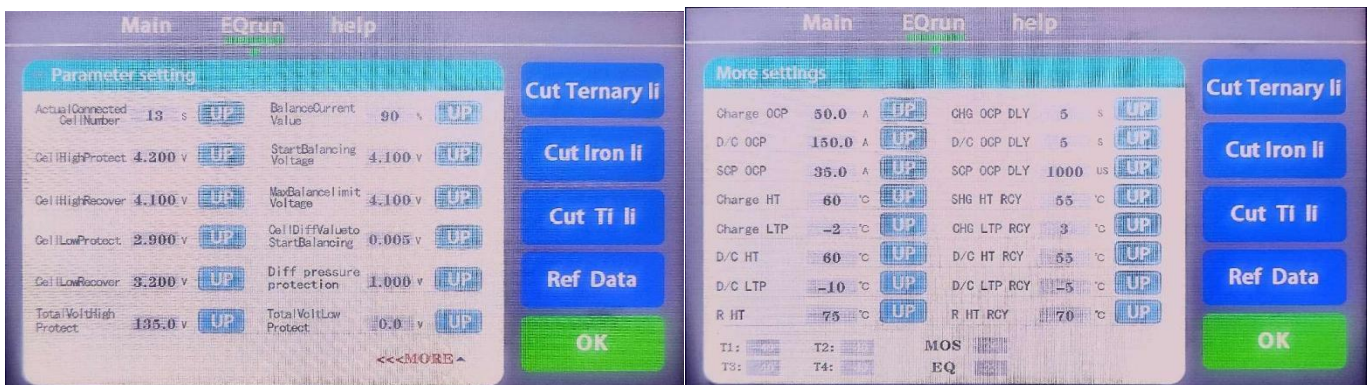 Main EQrun help
Parameter setting
ActualConnected CellNumber 13 s UP BalanceCurrent Value 90 UP
CellHighProtect 4.200 v UP StartBalancing Voltage 4.100 v UP
CellHighRecover 4.100 v UP MaxBalancelimit Voltage 4.100 v UP
CellLowProtect 2.900 v UP CellDiffValueto StartBalancing 0.005 v UP
CellLowRecover 3.200 v UP Diff pressure protection 1.000 v UP
TotalVoltHigh Protect 135.0 v UP TotalVoltLow Protect 0.0 v UP
<<<MORE
Cut Ternary li
Cut Iron li
Cut Ti li
Ref Data
OK
Main EQrun help
More settings
Charge OCP 50.0 A UP CHG OCP DLY 5 s UP
D/C OCP 150.0 A UP D/C OCP DLY 5 s UP
SCP OCP 35.0 A UP SCP OCP DLY 1000 us UP
Charge HT 60 °C UP SHG HT RCY 55 °C UP
Charge LTP -2 °C UP CHG LTP RCY 3 °C UP
D/C HT 60 °C UP D/C HT RCY 55 °C UP
D/C LTP -10 °C UP D/C LTP RCY -5 °C UP
R HT 75 °C UP R HT RCY 70 °C UP
T1: T2: MOS
T3: T4: EQ
Cut Ternary li
Cut Iron li
Cut Ti li
Ref Data
OK